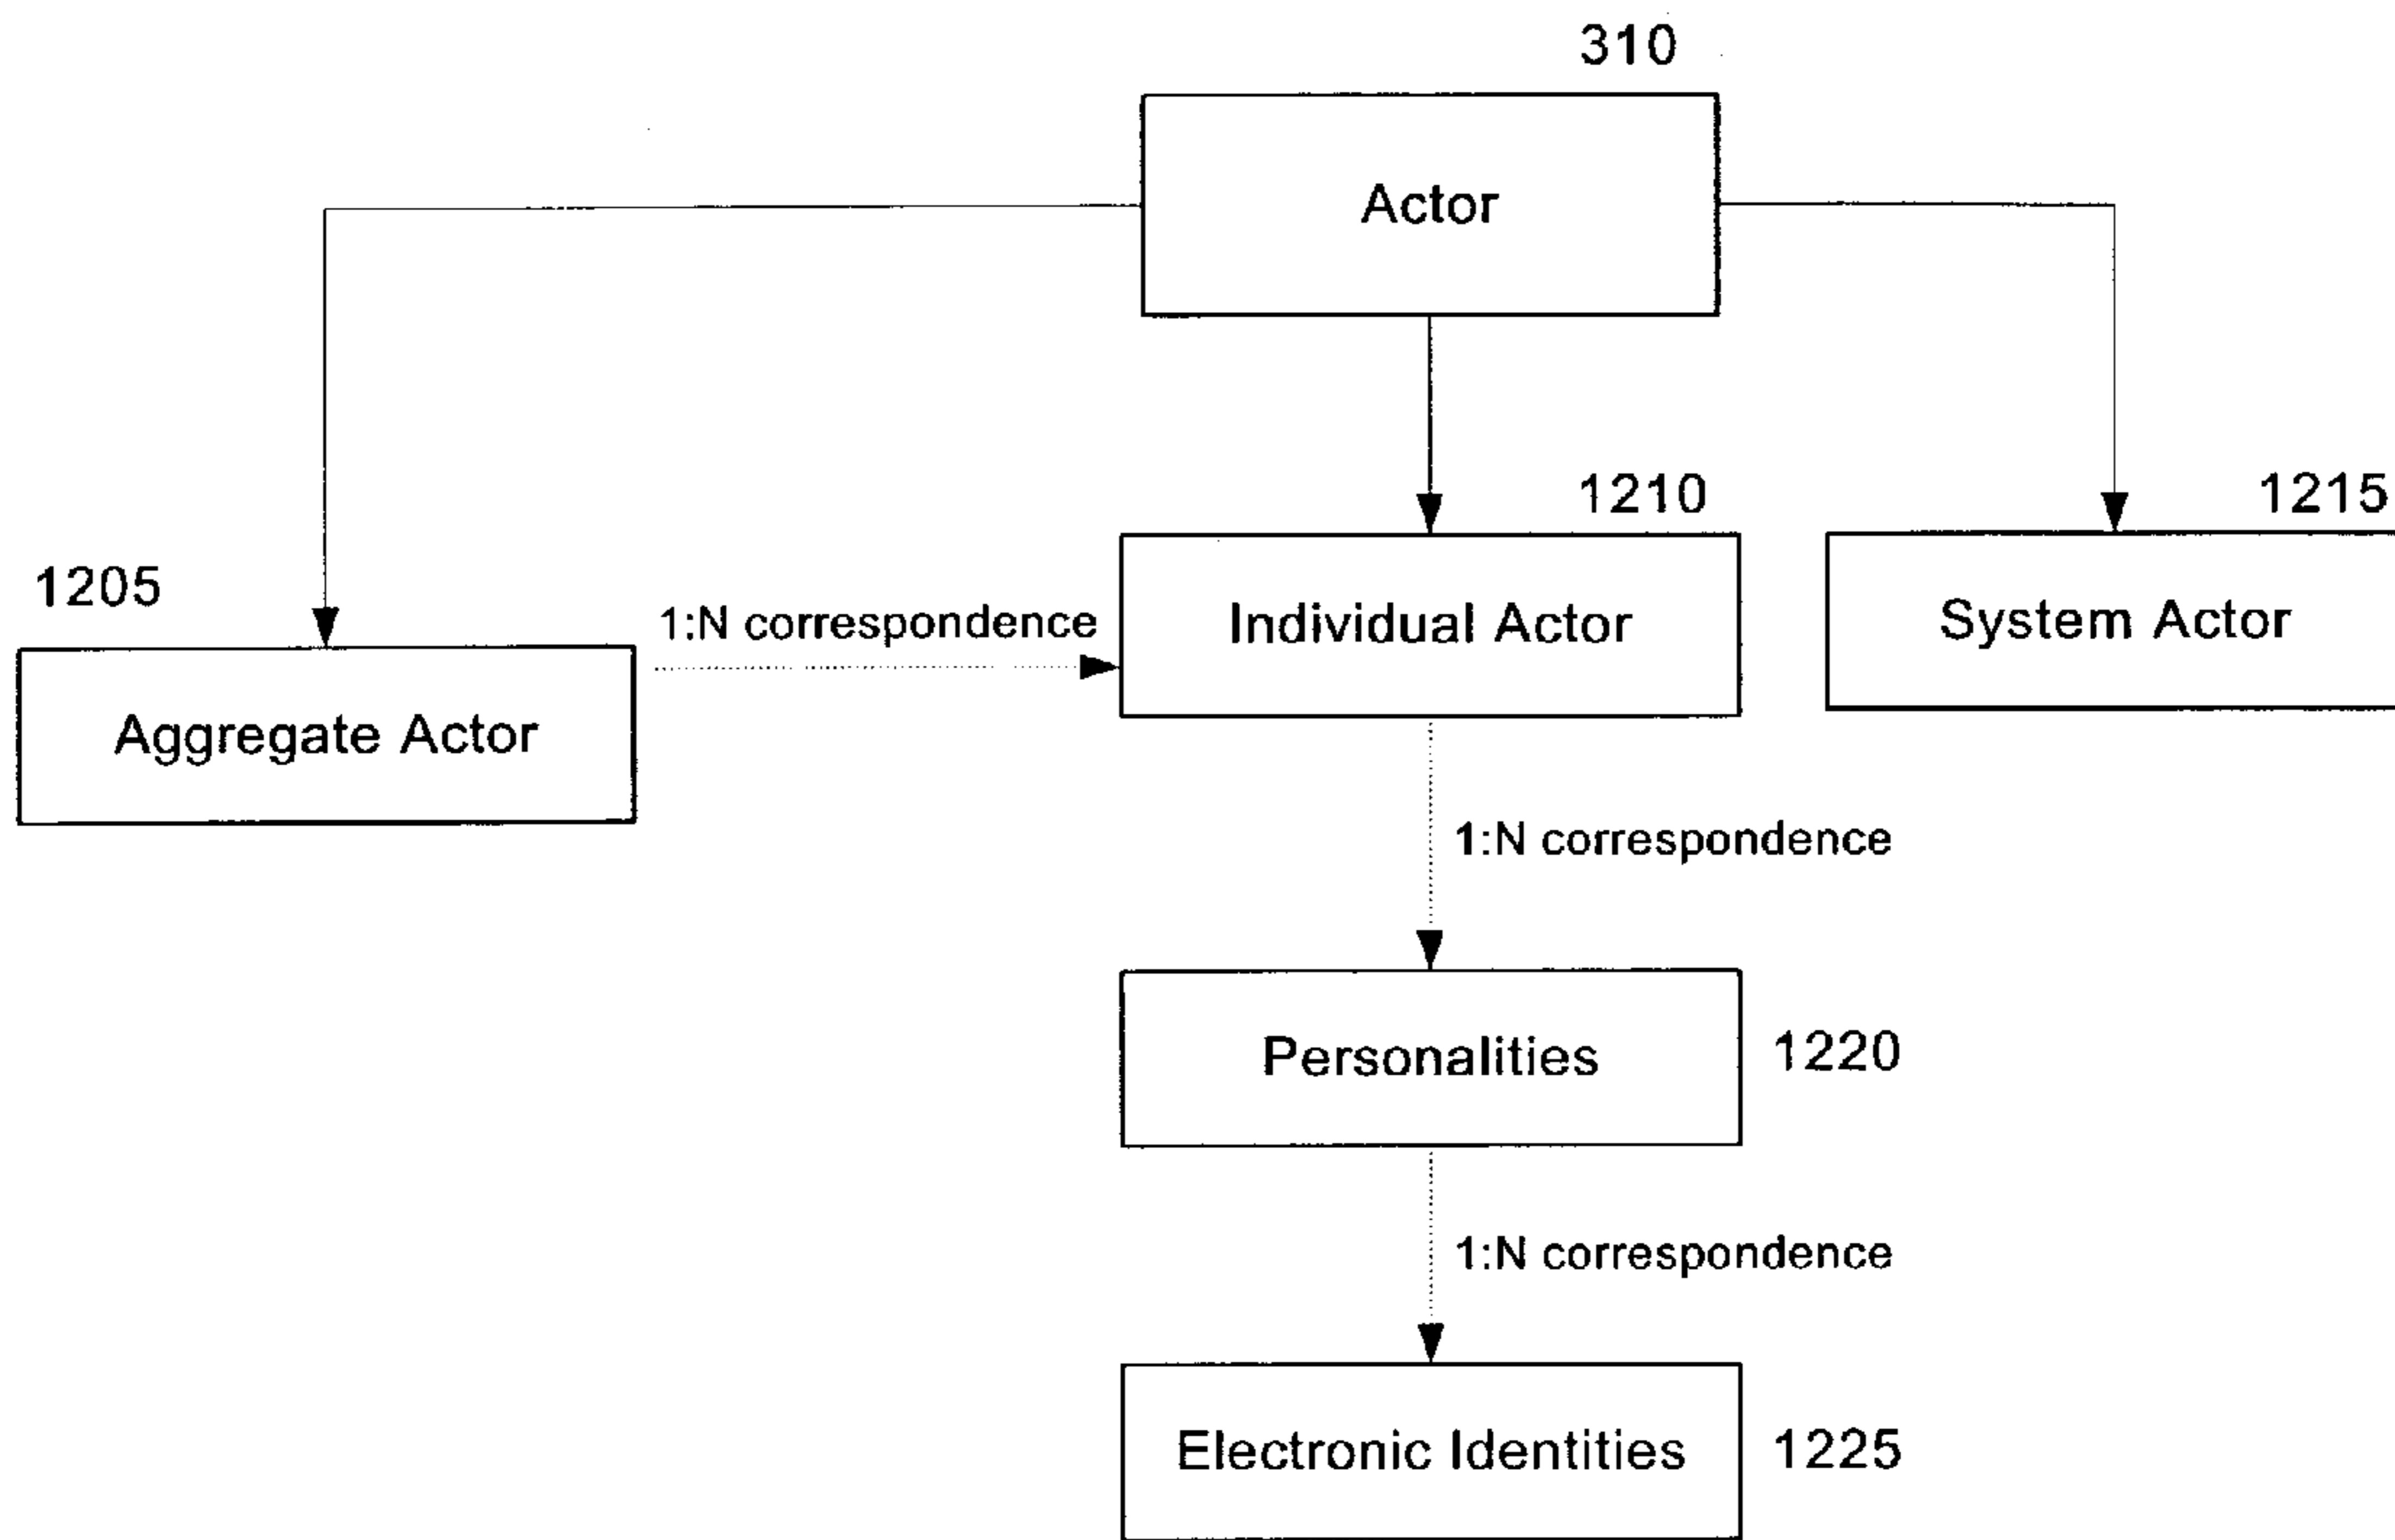 310
Actor
1210
1215
1205
1:N correspondence
Individual Actor
System Actor
Aggregate Actor
1:N correspondence
Personalities
1220
1:N correspondence
Electronic Identities
1225